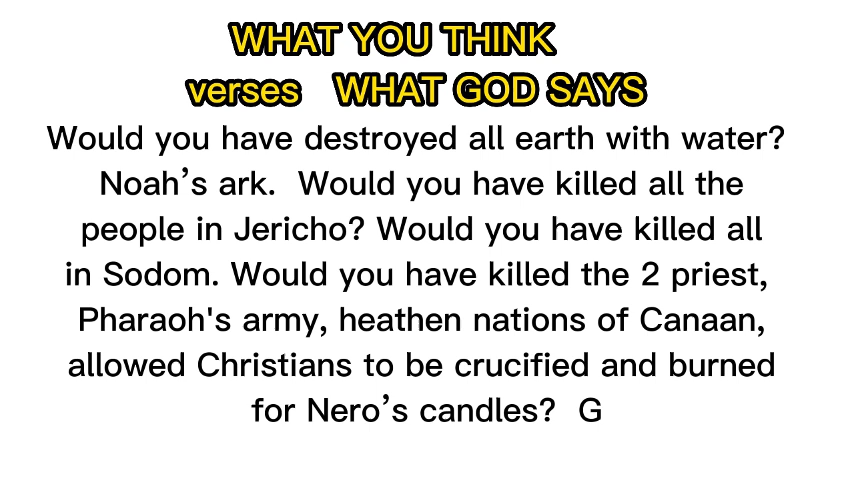 WHAT YOU THINK
verses WHAT GOD SAYS
Would you have destroyed all earth with water?
Noah’s ark. Would you have killed all the
people in Jericho? Would you have killed all
in Sodom. Would you have killed the 2 priest,
Pharaoh's army, heathen nations of Canaan,
allowed Christians to be crucified and burned
for Nero’s candles? G